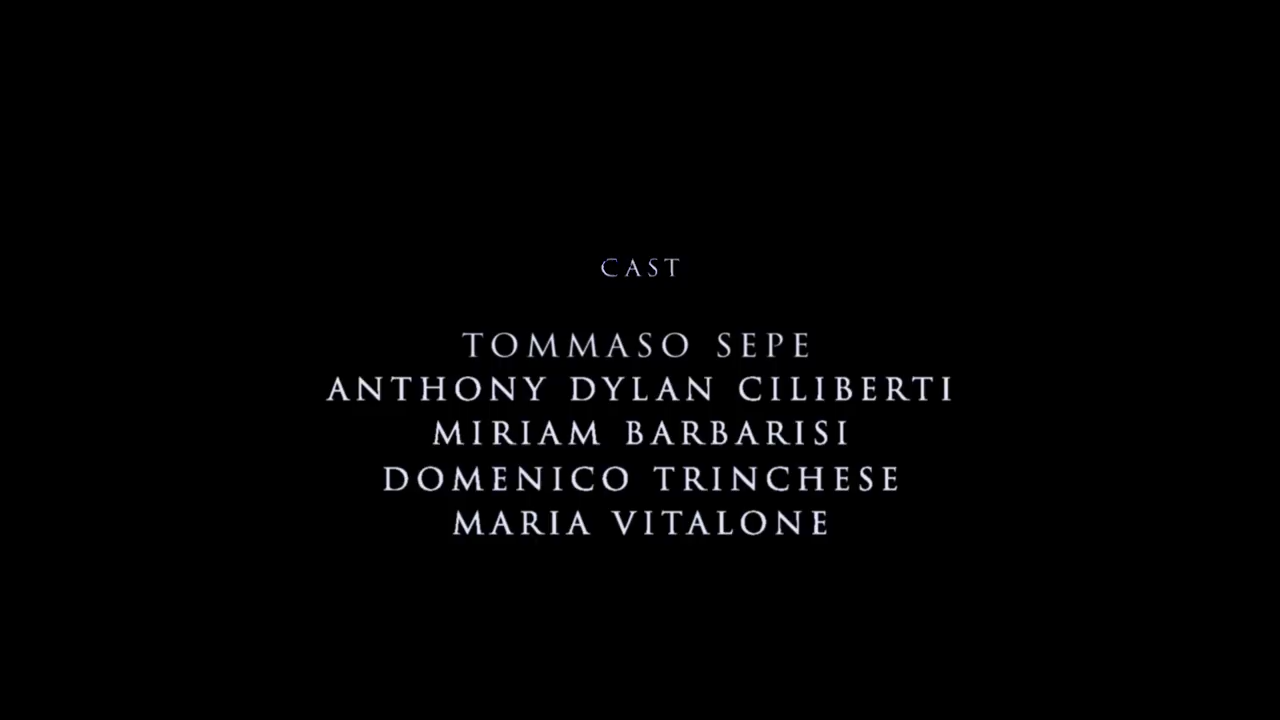 CAST
TOMMASO SEPE
ANTHONY DYLAN CILIBERTI
MIRIAM BARBARISI
DOMENICO TRINCHESE
MARIA VITALONE